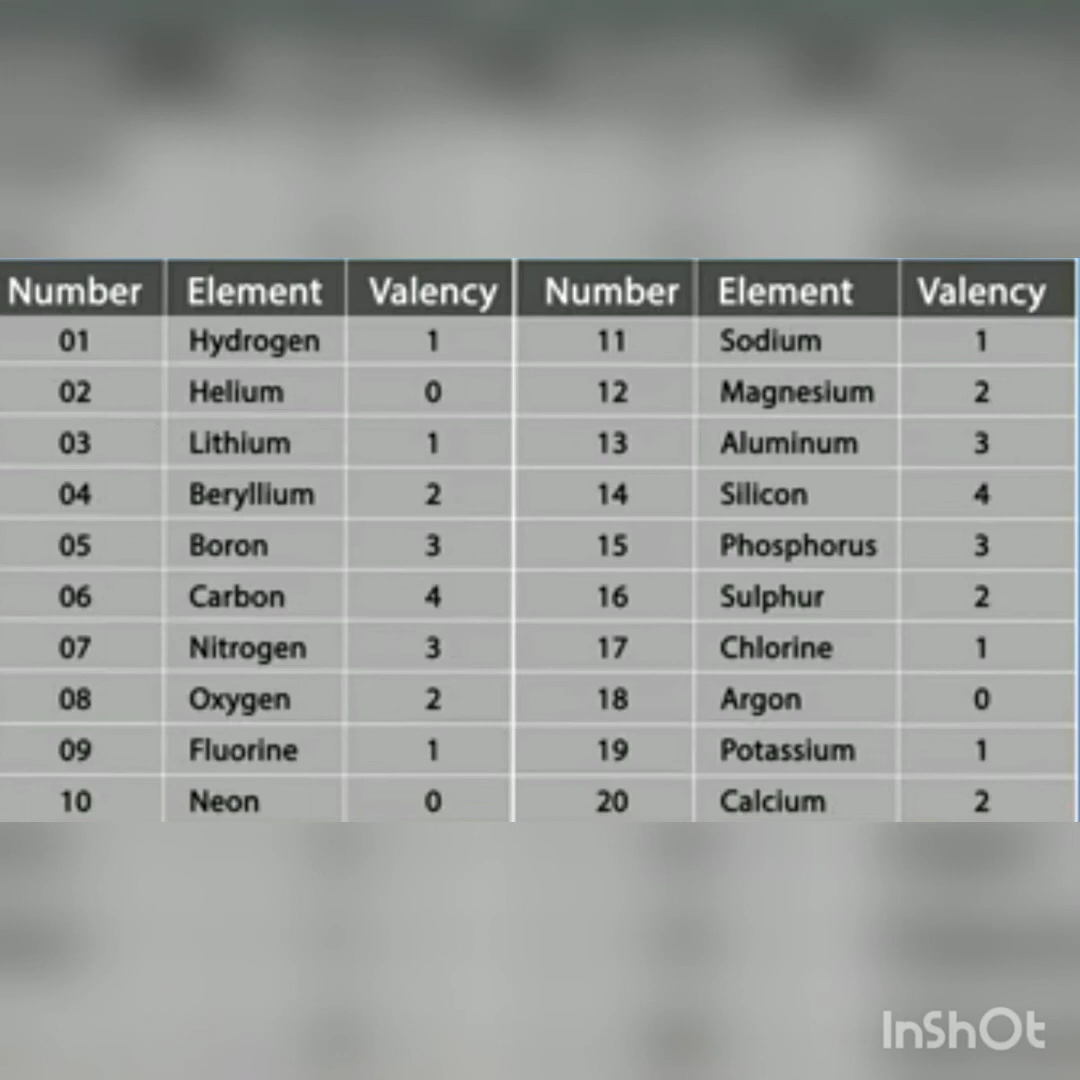 Number Element Valency Number Element Valency
01 Hydrogen 1 11 Sodium 1
02 Helium 0 12 Magnesium 2
03 Lithium 1 13 Aluminum 3
04 Beryllium 2 14 Silicon 4
05 Boron 3 15 Phosphorus 3
06 Carbon 4 16 Sulphur 2
07 Nitrogen 3 17 Chlorine 1
08 Oxygen 2 18 Argon 0
09 Fluorine 1 19 Potassium 1
10 Neon 0 20 Calcium 2
InShOt